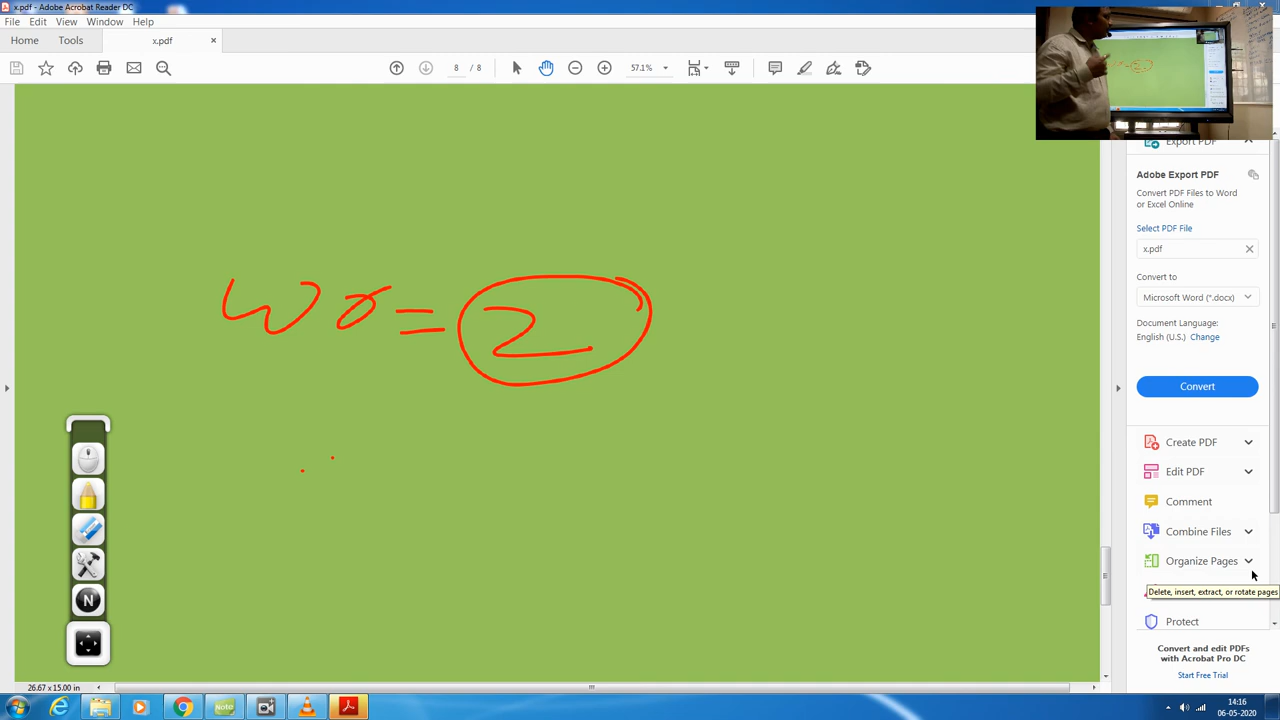 x.pdf - Adobe Acrobat Reader DC
File Edit View Window Help
Home Tools x.pdf
8 / 8 57.1%
Export PDF
Adobe Export PDF
Convert PDF Files to Word
or Excel Online
Select PDF File
x.pdf
Convert to
Microsoft Word (*.docx)
Document Language:
English (U.S.) Change
Convert
Create PDF
Edit PDF
Comment
Combine Files
Organize Pages
Delete, insert, extract, or rotate pages
Protect
Convert and edit PDFs
with Acrobat Pro DC
Start Free Trial
= 2
N
26.67 x 15.00 in
Note
14:16
06-05-2020